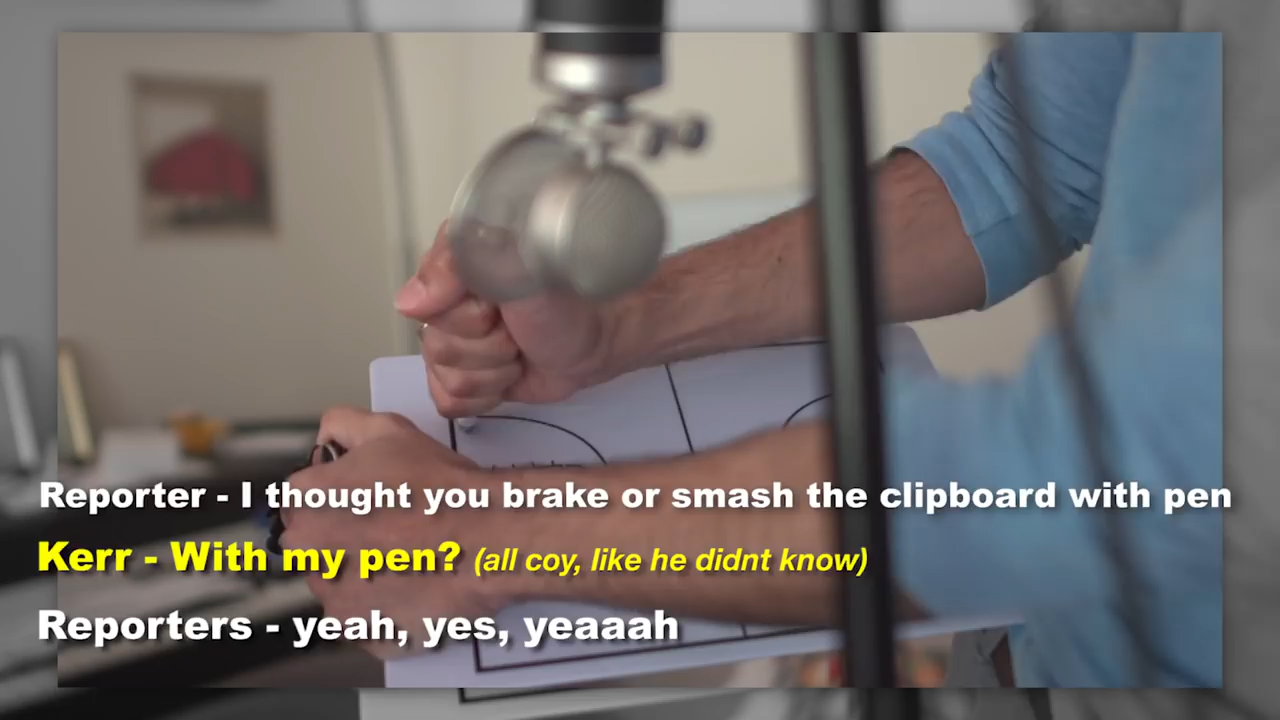 Reporter - I thought you brake or smash the clipboard with pen
Kerr - With my pen? (all coy, like he didnt know)
Reporters - yeah, yes, yeaaah